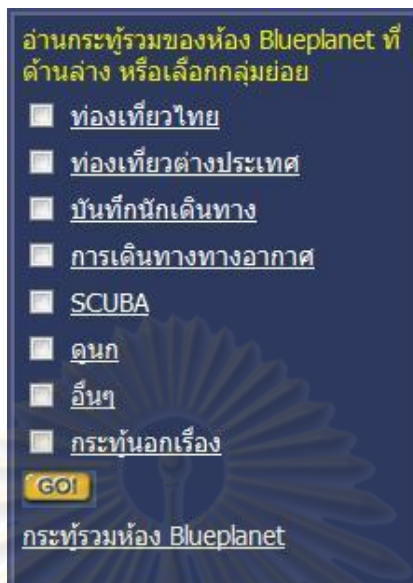 อ่านกระทู้รวมของห้อง Blueplanet ที่
ด้านล่าง หรือเลือกกลุ่มย่อย
ท่องเที่ยวไทย
ท่องเที่ยวต่างประเทศ
บันทึกนักเดินทาง
การเดินทางทางอากาศ
SCUBA
ดูนก
อื่นๆ
กระทู้นอกเรื่อง
GO!
กระทู้รวมห้อง Blueplanet